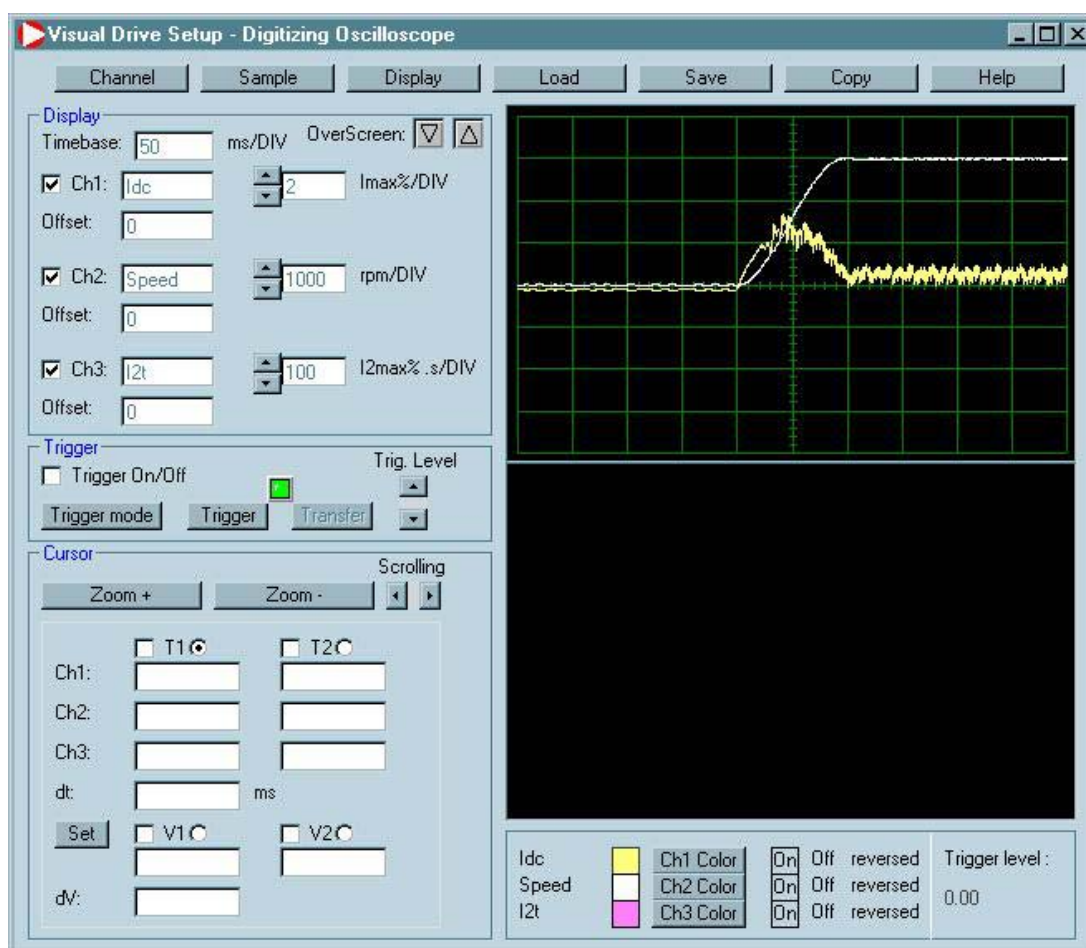 Visual Drive Setup - Digitizing Oscilloscope
Channel Sample Display Load Save Copy Help
Display
Timebase: 50 ms/DIV OverScreen:
Ch1: Idc 2 Imax%/DIV
Offset: 0
Ch2: Speed 1000 rpm/DIV
Offset: 0
Ch3: I2t 100 I2max% .s/DIV
Offset: 0
Trigger
Trigger On/Off Trig. Level
Trigger mode Trigger Transfer
Cursor
Scrolling
Zoom + Zoom -
T1 T2
Ch1:
Ch2:
Ch3:
dt: ms
Set V1 V2
dV:
Idc Ch1 Color On Off reversed
Speed Ch2 Color On Off reversed
I2t Ch3 Color On Off reversed
Trigger level :
0.00